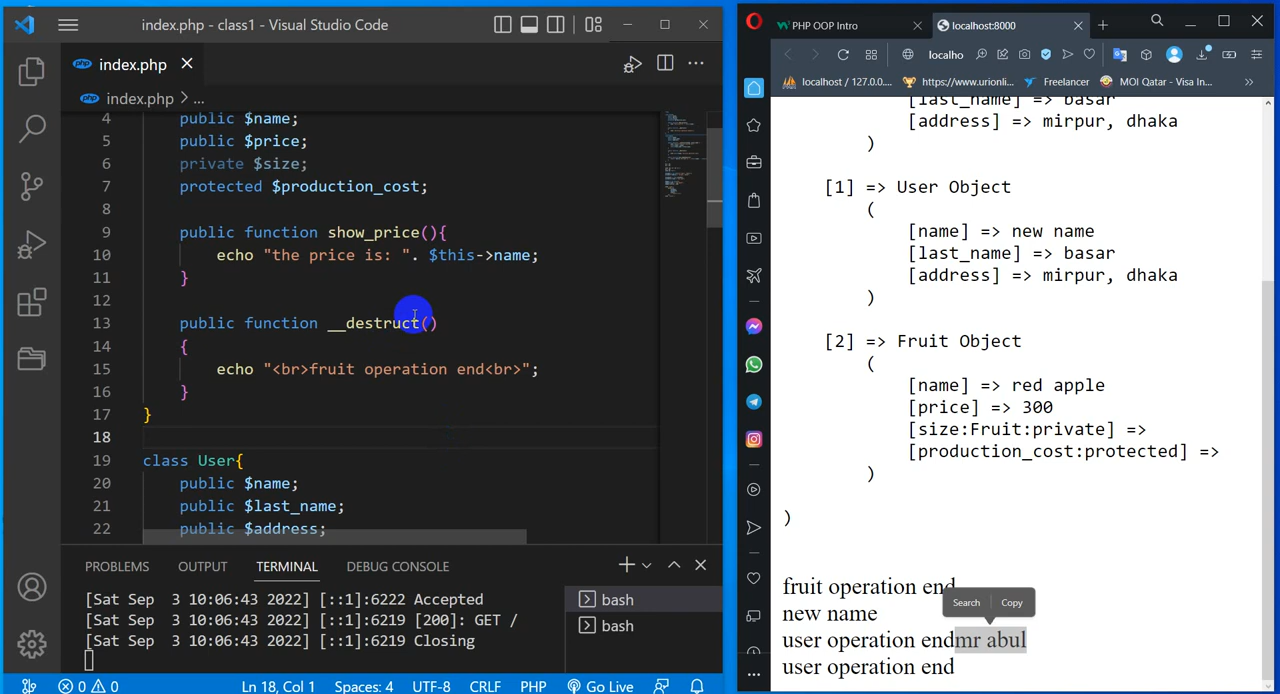 index.php - class1 - Visual Studio Code
index.php
index.php > ...
4 public $name;
5 public $price;
6 private $size;
7 protected $production_cost;
8
9 public function show_price(){
10 echo "the price is: ". $this->name;
11 }
12
13 public function __destruct()
14 {
15 echo "<br>fruit operation end<br>";
16 }
17 }
18
19 class User{
20 public $name;
21 public $last_name;
22 public $address;
PROBLEMS OUTPUT TERMINAL DEBUG CONSOLE
[Sat Sep 3 10:06:43 2022] [::1]:6222 Accepted
[Sat Sep 3 10:06:43 2022] [::1]:6219 [200]: GET /
[Sat Sep 3 10:06:43 2022] [::1]:6219 Closing
bash
bash
0 0 Ln 18, Col 1 Spaces: 4 UTF-8 CRLF PHP Go Live
PHP OOP Intro localhost:8000
localho
localhost / 127.0.0.... https://www.urionli... Freelancer MOI Qatar - Visa In...
[last_name] => basar
[address] => mirpur, dhaka
)
[1] => User Object
(
[name] => new name
[last_name] => basar
[address] => mirpur, dhaka
)
[2] => Fruit Object
(
[name] => red apple
[price] => 300
[size:Fruit:private] =>
[production_cost:protected] =>
)
)
fruit operation end
Search Copy
new name
user operation endmr abul
user operation end